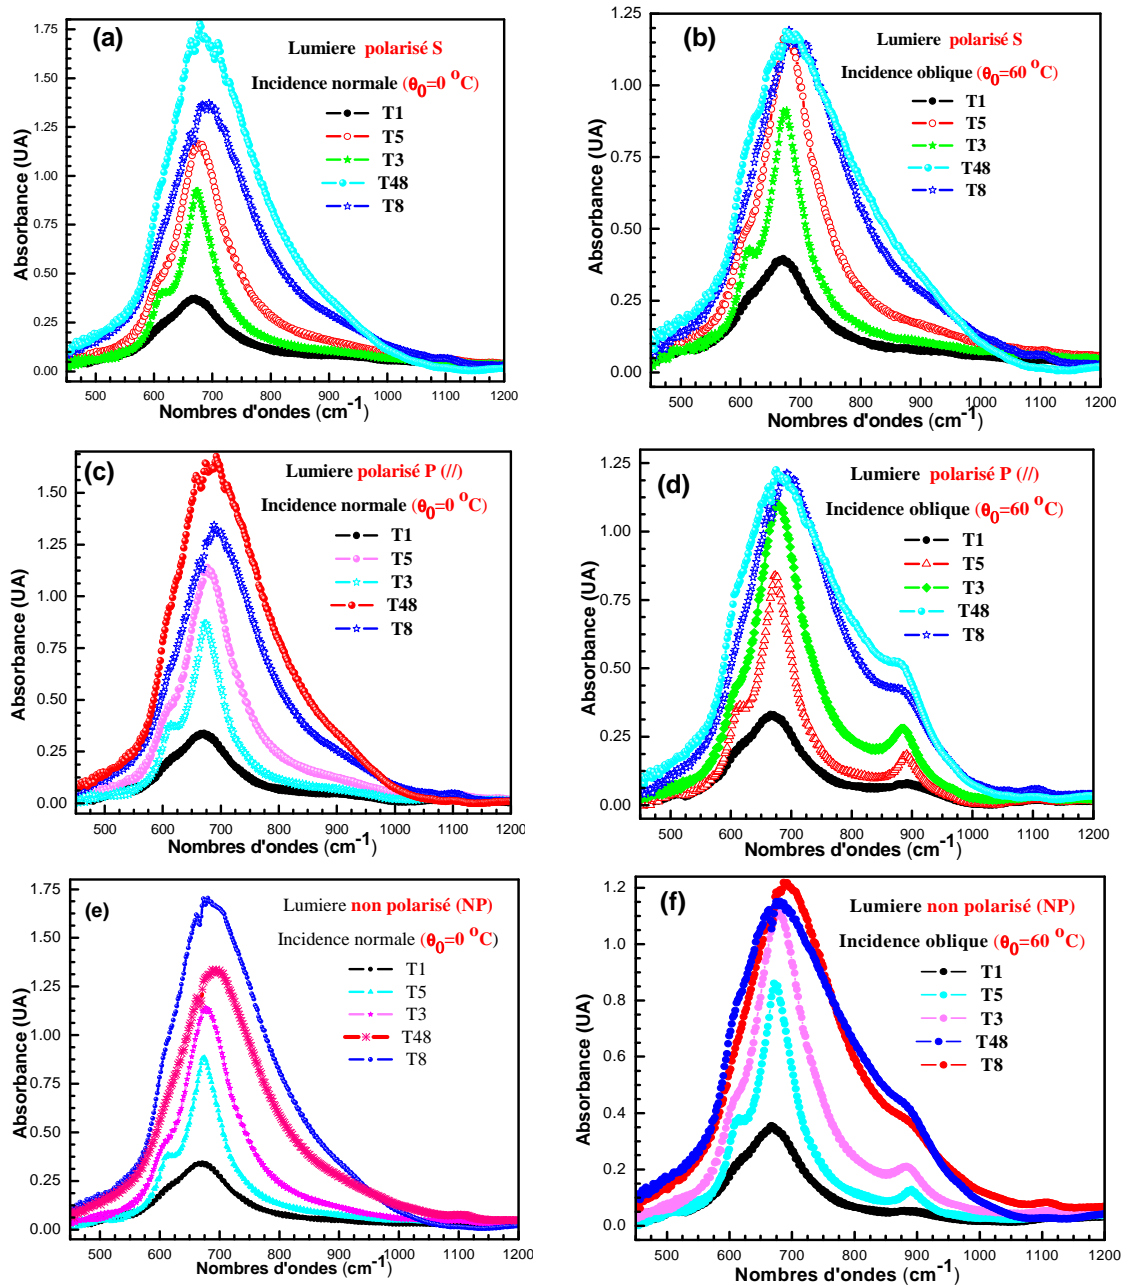 (a)
Lumiere polarisé S
Incidence normale (θ0=0 °C)
T1
T5
T3
T48
T8
Absorbance (UA)
1.75
1.50
1.25
1.00
0.75
0.50
0.25
0.00
500 600 700 800 900 1000 1100 1200
Nombres d'ondes (cm-1)
(b)
Lumiere polarisé S
Incidence oblique (θ0=60 °C)
T1
T5
T3
T48
T8
Absorbance (UA)
1.25
1.00
0.75
0.50
0.25
0.00
500 600 700 800 900 1000 1100 1200
Nombres d'ondes (cm-1)
(c)
Lumiere polarisé P (//)
Incidence normale (θ0=0 °C)
T1
T5
T3
T48
T8
Absorbance (UA)
1.50
1.25
1.00
0.75
0.50
0.25
0.00
500 600 700 800 900 1000 1100 1200
Nombres d'ondes (cm-1)
(d)
Lumiere polarisé P (//)
Incidence oblique (θ0=60 °C)
T1
T5
T3
T48
T8
Absorbance (UA)
1.25
1.00
0.75
0.50
0.25
0.00
500 600 700 800 900 1000 1100 1200
Nombres d'ondes (cm-1)
(e)
Lumiere non polarisé (NP)
Incidence normale (θ0=0 °C)
T1
T5
T3
T48
T8
Absorbance (UA)
1.75
1.50
1.25
1.00
0.75
0.50
0.25
0.00
500 600 700 800 900 1000 1100 1200
Nombres d'ondes (cm-1)
(f)
Lumiere non polarisé (NP)
Incidence oblique (θ0=60 °C)
T1
T5
T3
T48
T8
Absorbance (UA)
1.2
1.0
0.8
0.6
0.4
0.2
0.0
500 600 700 800 900 1000 1100 1200
Nombres d'ondes (cm-1)